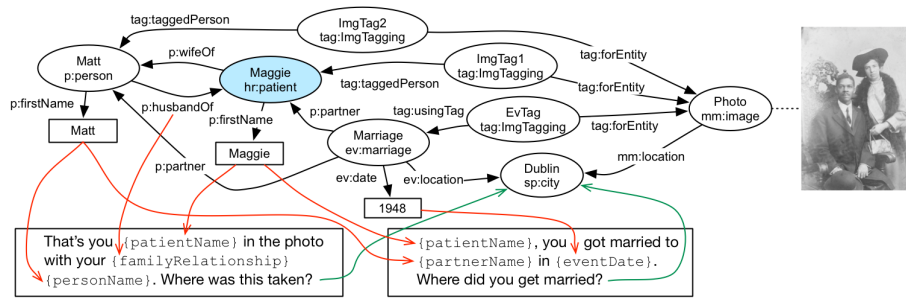 tag:taggedPerson
ImgTag2
tag:ImgTagging
p:wifeOf
tag:forEntity
Matt
p:person
Maggie
hr:patient
ImgTag1
tag:ImgTagging
tag:taggedPerson
tag:forEntity
p:firstName
p:husbandOf
p:firstName
p:partner
tag:usingTag
EvTag
tag:ImgTagging
Photo
mm:image
tag:forEntity
Matt
Maggie
Marriage
ev:marriage
p:partner
mm:location
ev:date
ev:location
Dublin
sp:city
1948
That's you {patientName} in the photo
with your {familyRelationship}
{personName}. Where was this taken?
{patientName}, you got married to
{partnerName} in {eventDate}.
Where did you get married?